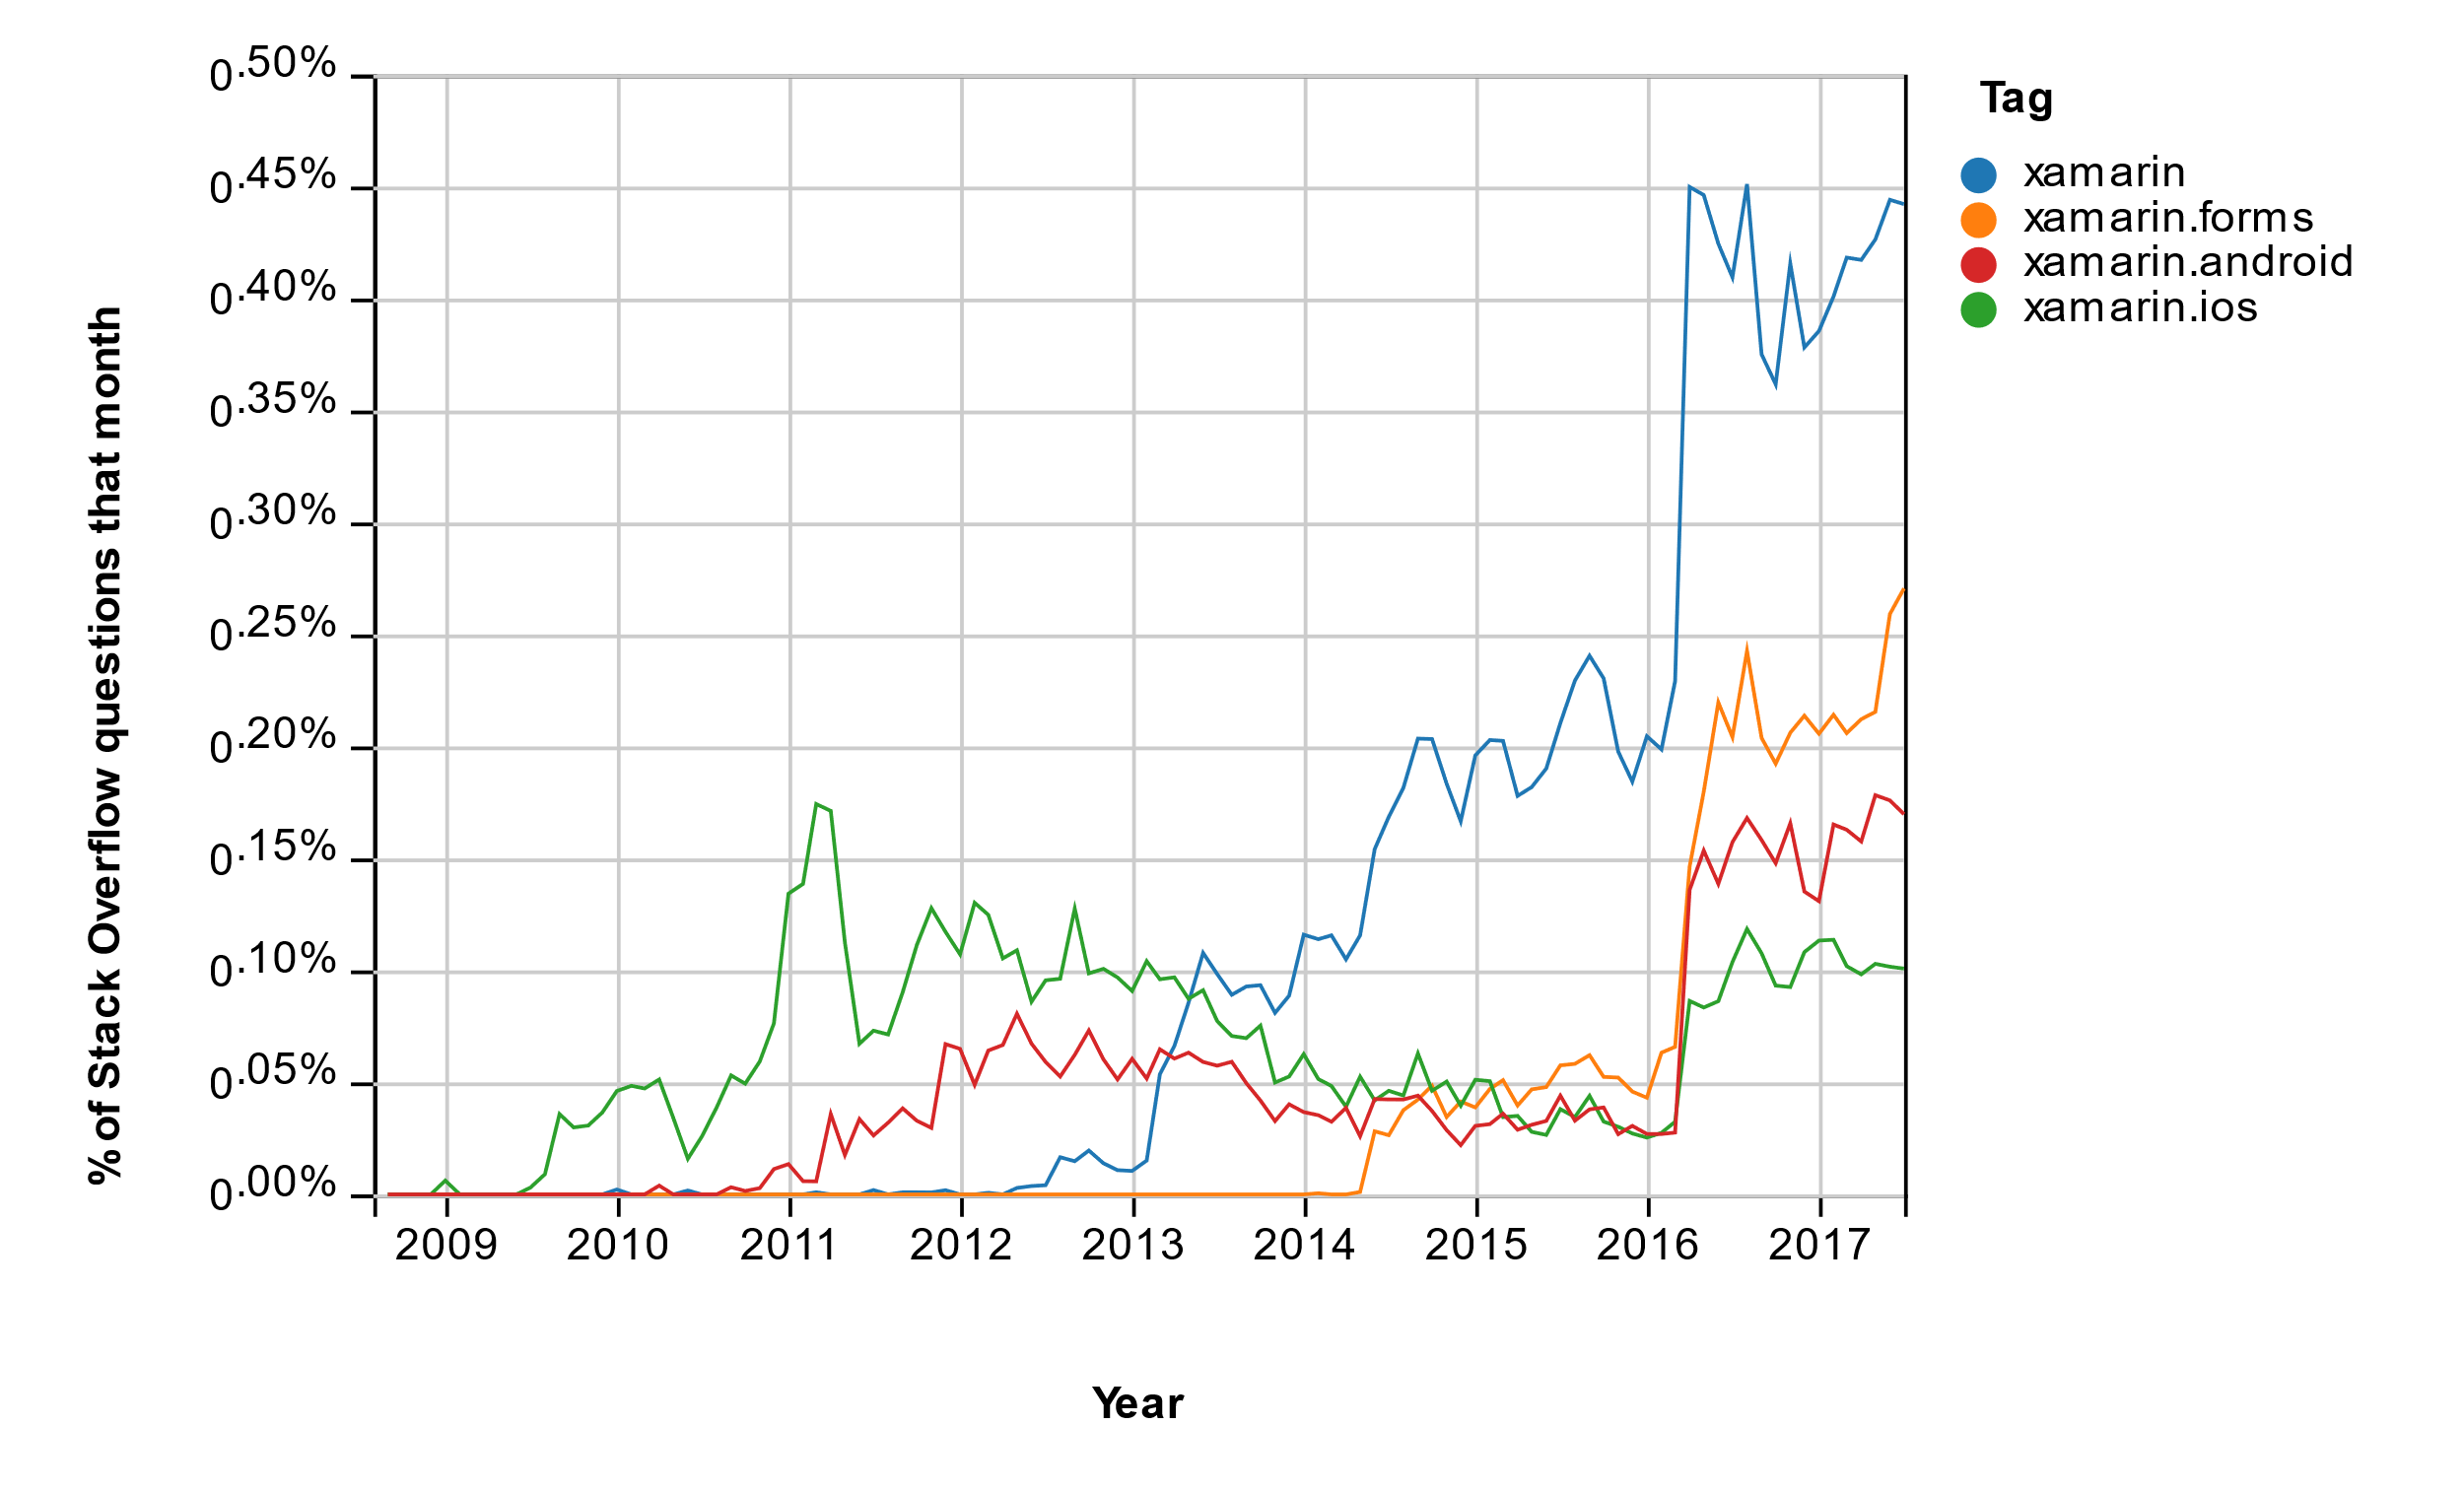 % of Stack Overflow questions that month
0.50%
0.45%
0.40%
0.35%
0.30%
0.25%
0.20%
0.15%
0.10%
0.05%
0.00%
2009 2010 2011 2012 2013 2014 2015 2016 2017
Year
Tag
xamarin
xamarin.forms
xamarin.android
xamarin.ios